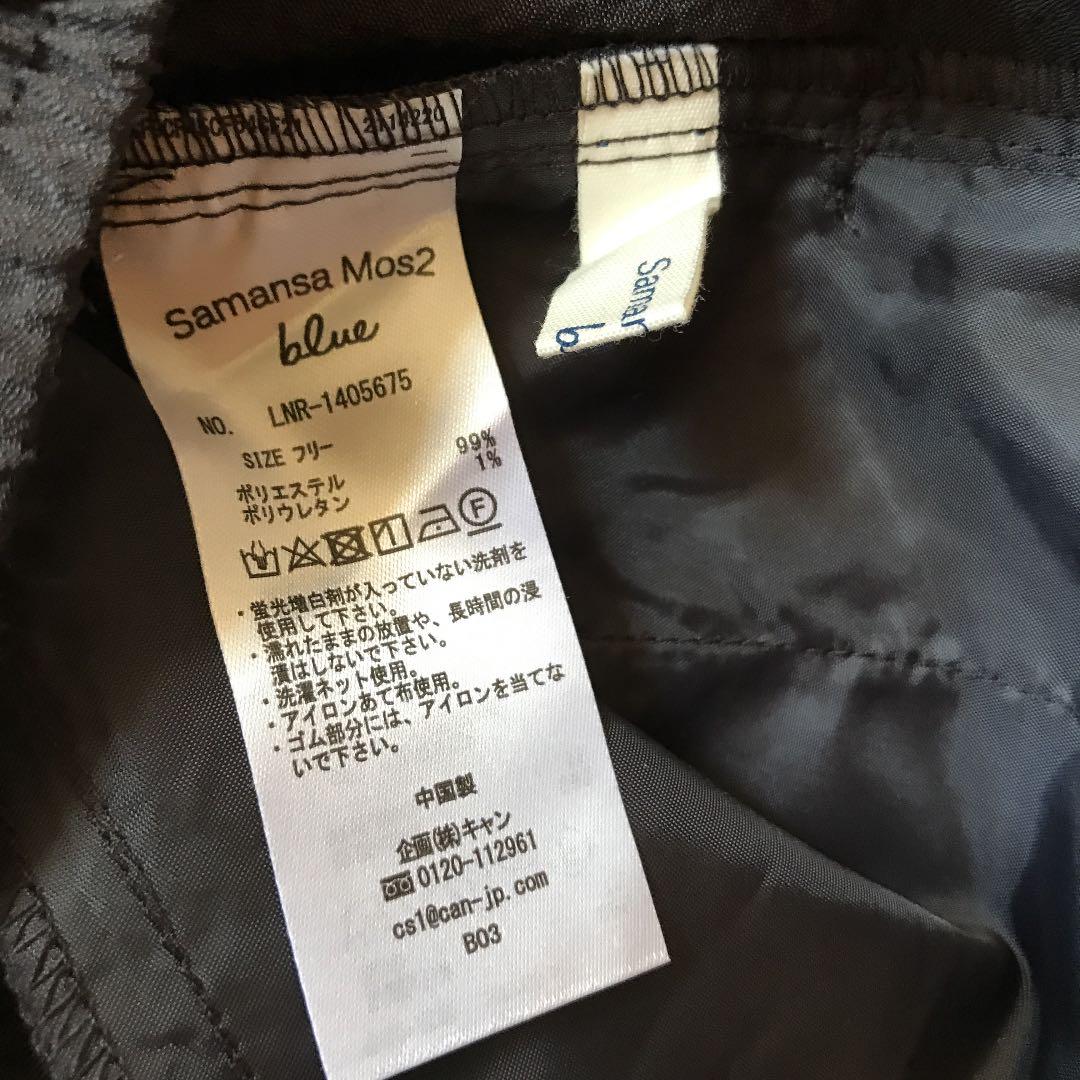 Samansa Mos2
blue
NO. LNR-1405675
SIZE フリー
ポリエステル 99%
ポリウレタン 1%
F
・蛍光増白剤が入っていない洗剤を
使用して下さい。
・濡れたままの放置や、長時間の浸
漬はしないで下さい。
・洗濯ネット使用。
・アイロンあて布使用。
・ゴム部分には、アイロンを当てな
いで下さい。
中国製
企画(株)キャン
0120-112961
cs1@can-jp.com
B03
Saman
b